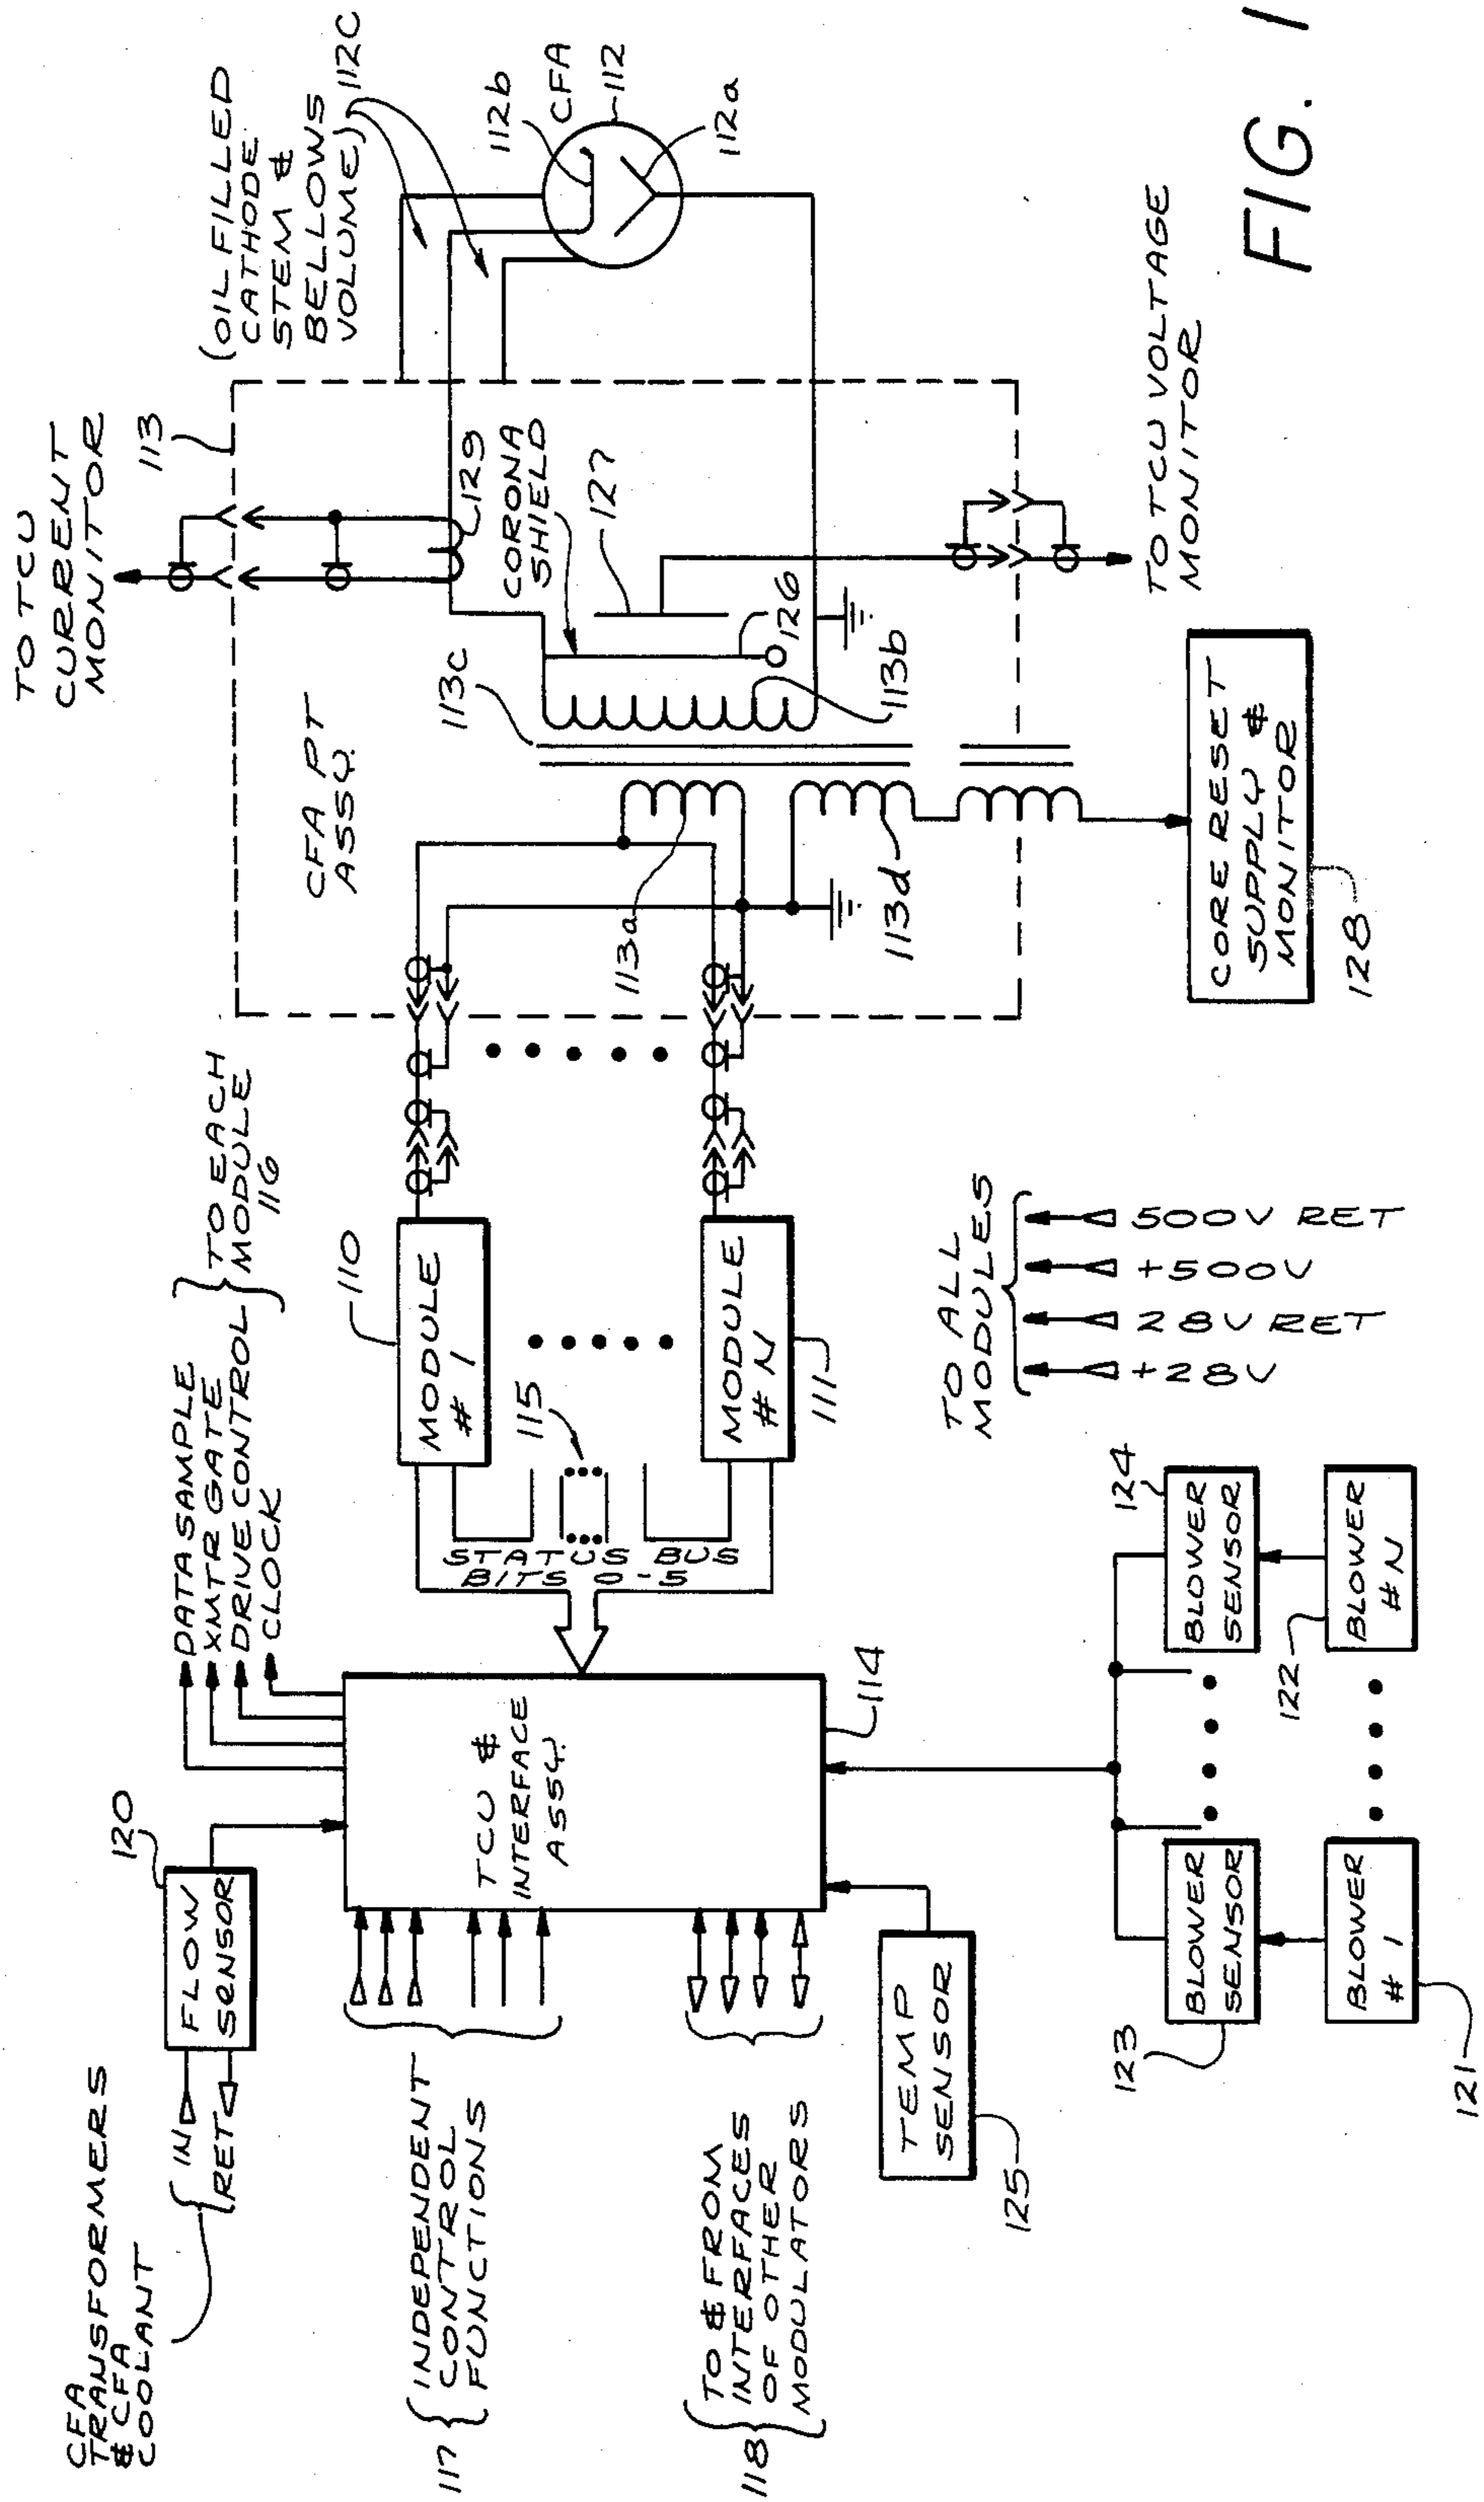 CFA
TRANSFORMERS
& CFA
COOLANT
IN
RET
FLOW
SENSOR
120
DATA SAMPLE
XMTR GATE
DRIVE CONTROL
CLOCK
TO EACH
MODULE
116
117
INDEPENDENT
CONTROL
FUNCTIONS
118
TO & FROM
INTERFACES
OF OTHER
MODULATORS
TCU &
INTERFACE
ASSY.
114
TEMP
SENSOR
125
STATUS BUS
BITS 0-5
115
MODULE
# 1
110
MODULE
# N
111
TO ALL
MODULES
+28V
28V RET
+500V
500V RET
BLOWER
SENSOR
123
BLOWER
# 1
121
BLOWER
SENSOR
124
BLOWER
# N
122
CFA PT
ASSY.
113
113a
113c
113d
113b
126
127
CORONA
SHIELD
129
TO TCU
CURRENT
MONITOR
(OIL FILLED
CATHODE
STEM &
BELLOWS
VOLUME)
112C
112b
CFA
112
112a
TO TCU VOLTAGE
MONITOR
CORE RESET
SUPPLY &
MONITOR
128
FIG. 1